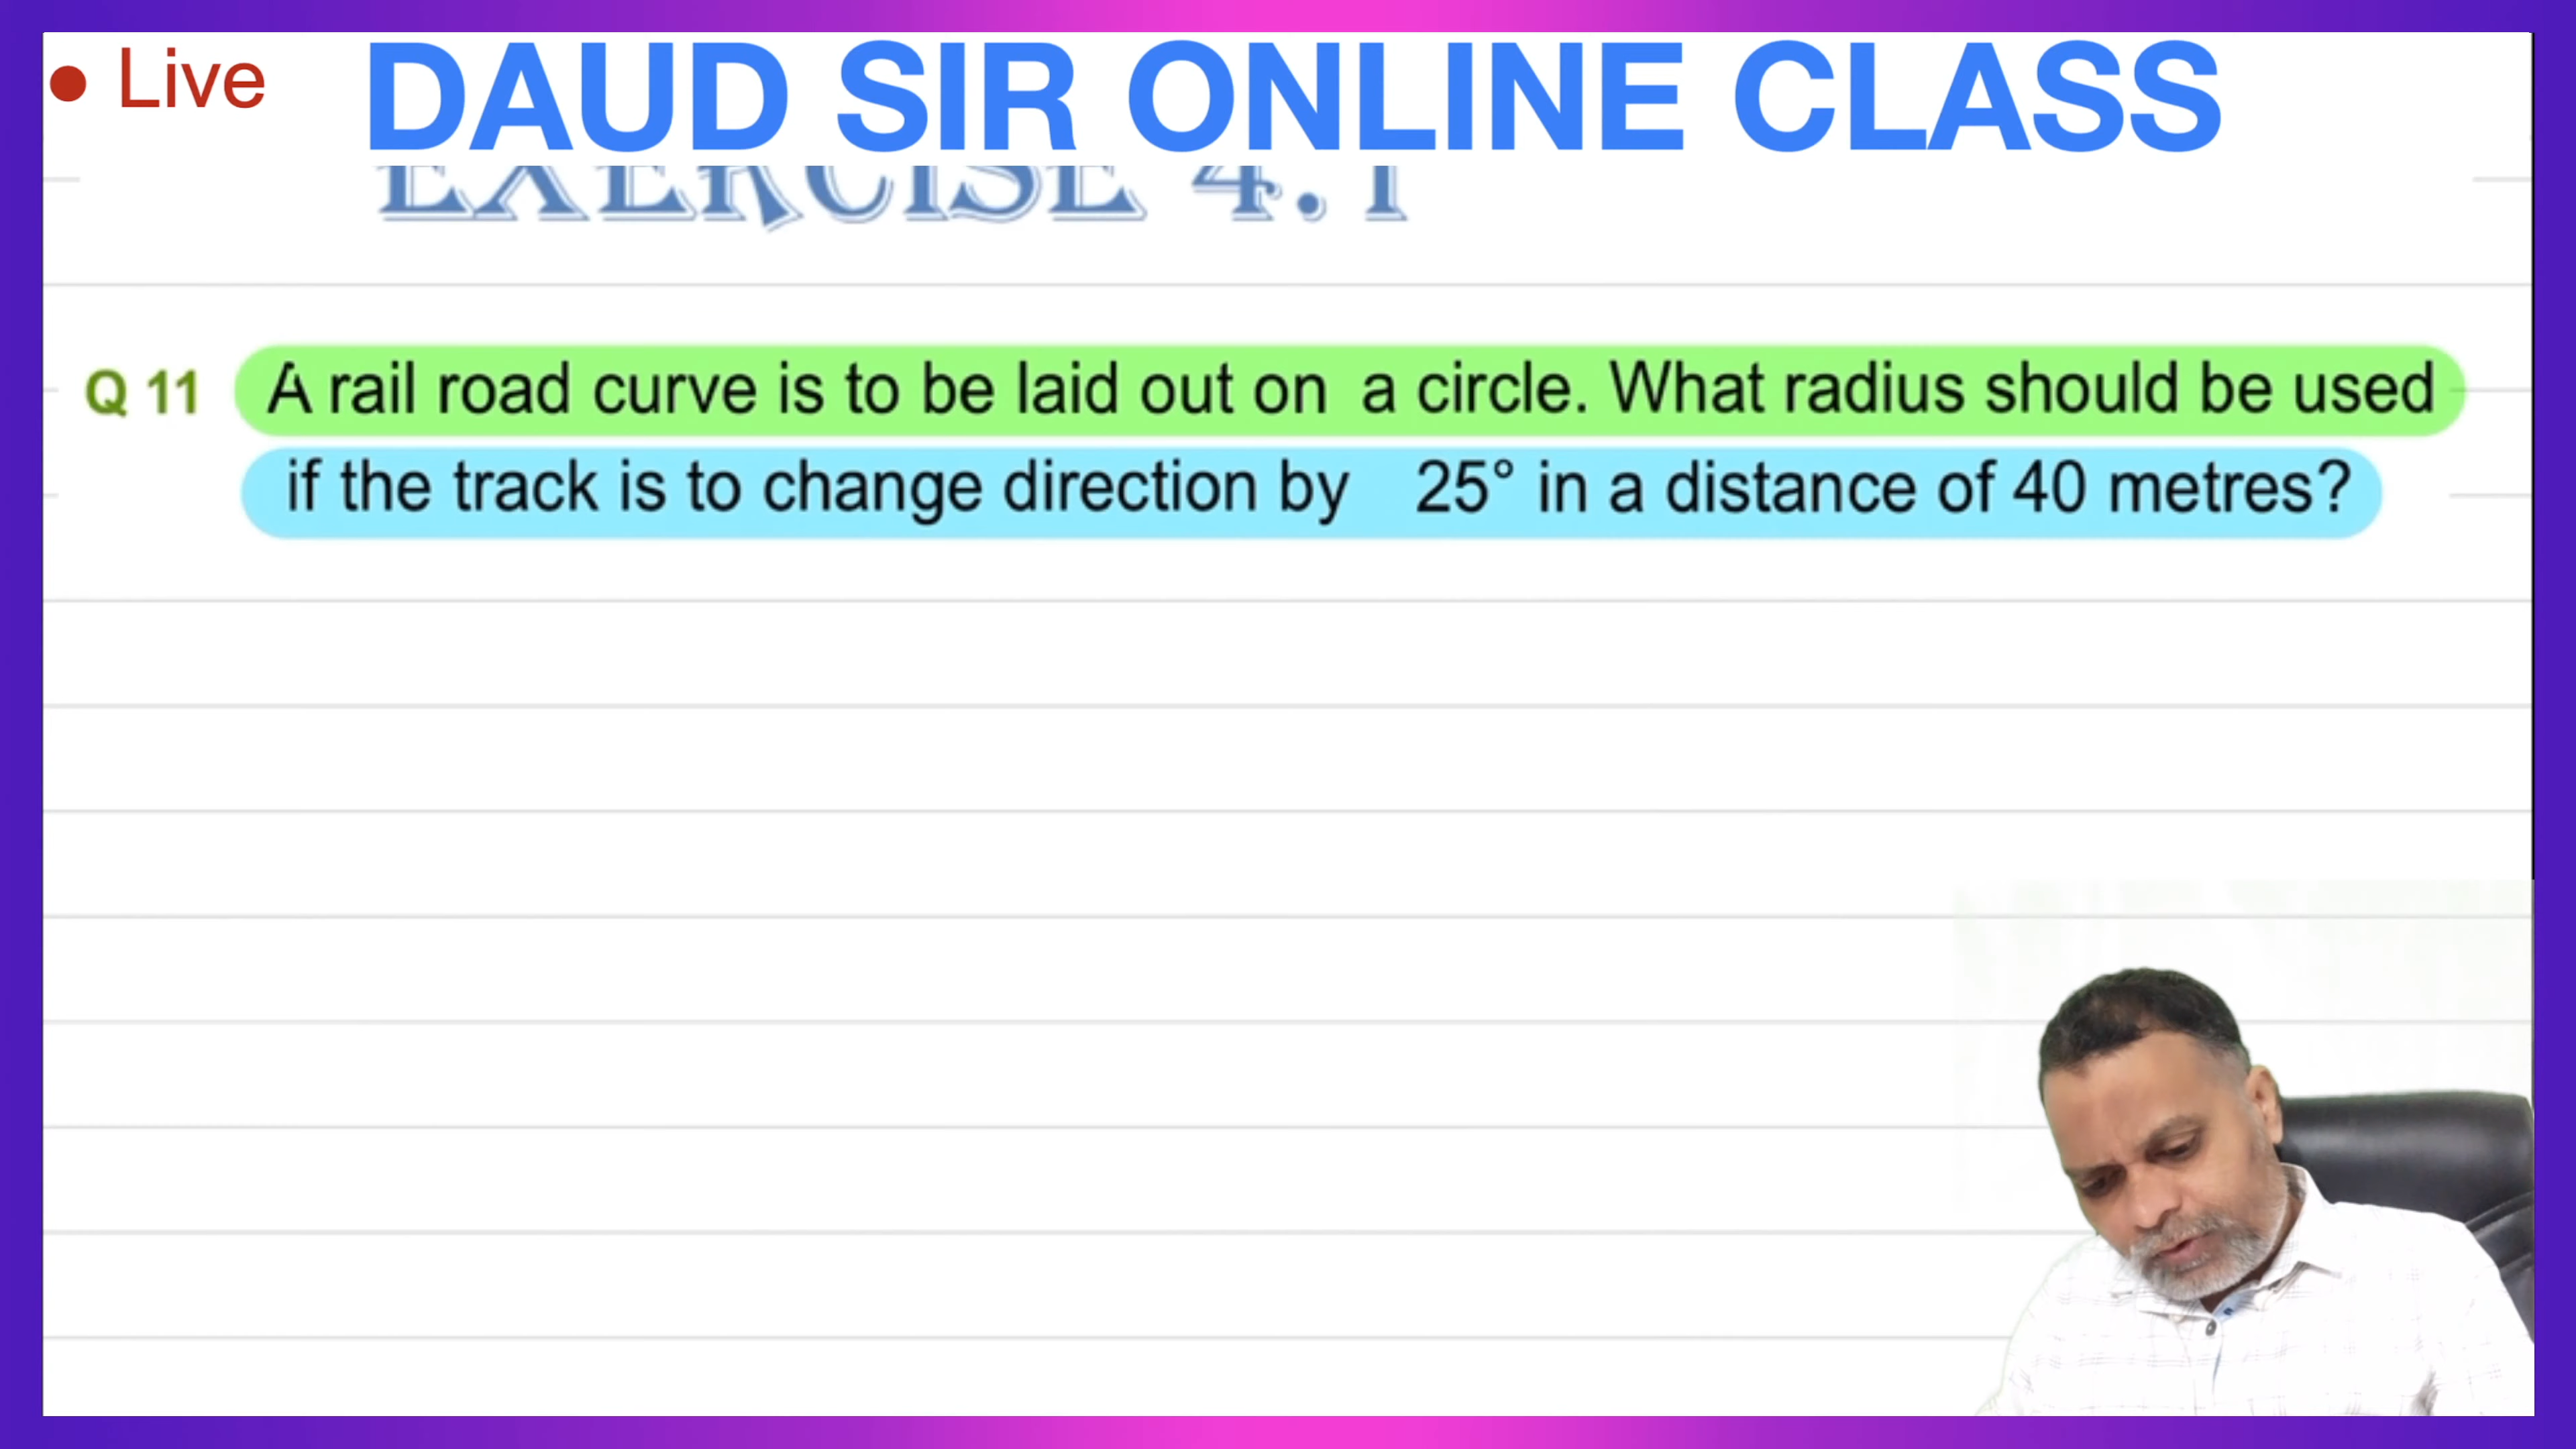 • Live
DAUD SIR ONLINE CLASS
EXERCISE 4.1
Q 11 A rail road curve is to be laid out on a circle. What radius should be used
if the track is to change direction by 25° in a distance of 40 metres?